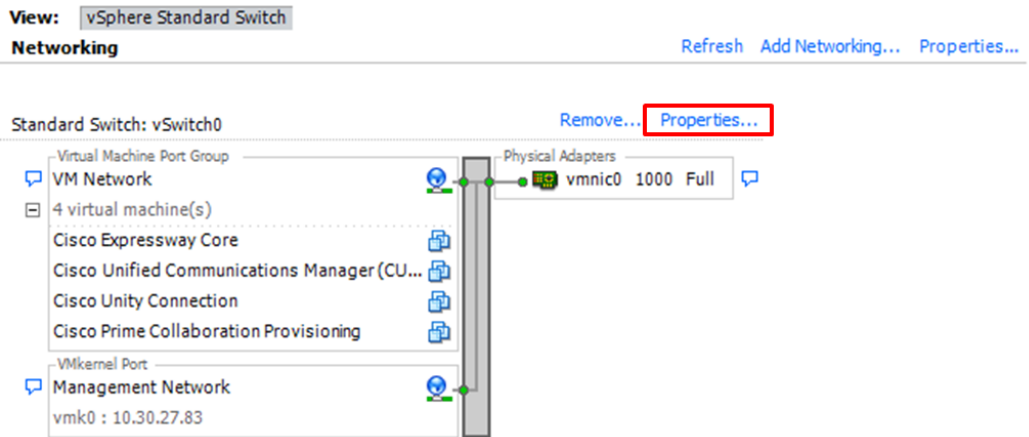 View: vSphere Standard Switch
Networking Refresh Add Networking... Properties...
Standard Switch: vSwitch0 Remove... Properties...
Virtual Machine Port Group Physical Adapters
VM Network vmnic0 1000 Full
4 virtual machine(s)
Cisco Expressway Core
Cisco Unified Communications Manager (CU...
Cisco Unity Connection
Cisco Prime Collaboration Provisioning
VMkernel Port
Management Network
vmk0 : 10.30.27.83